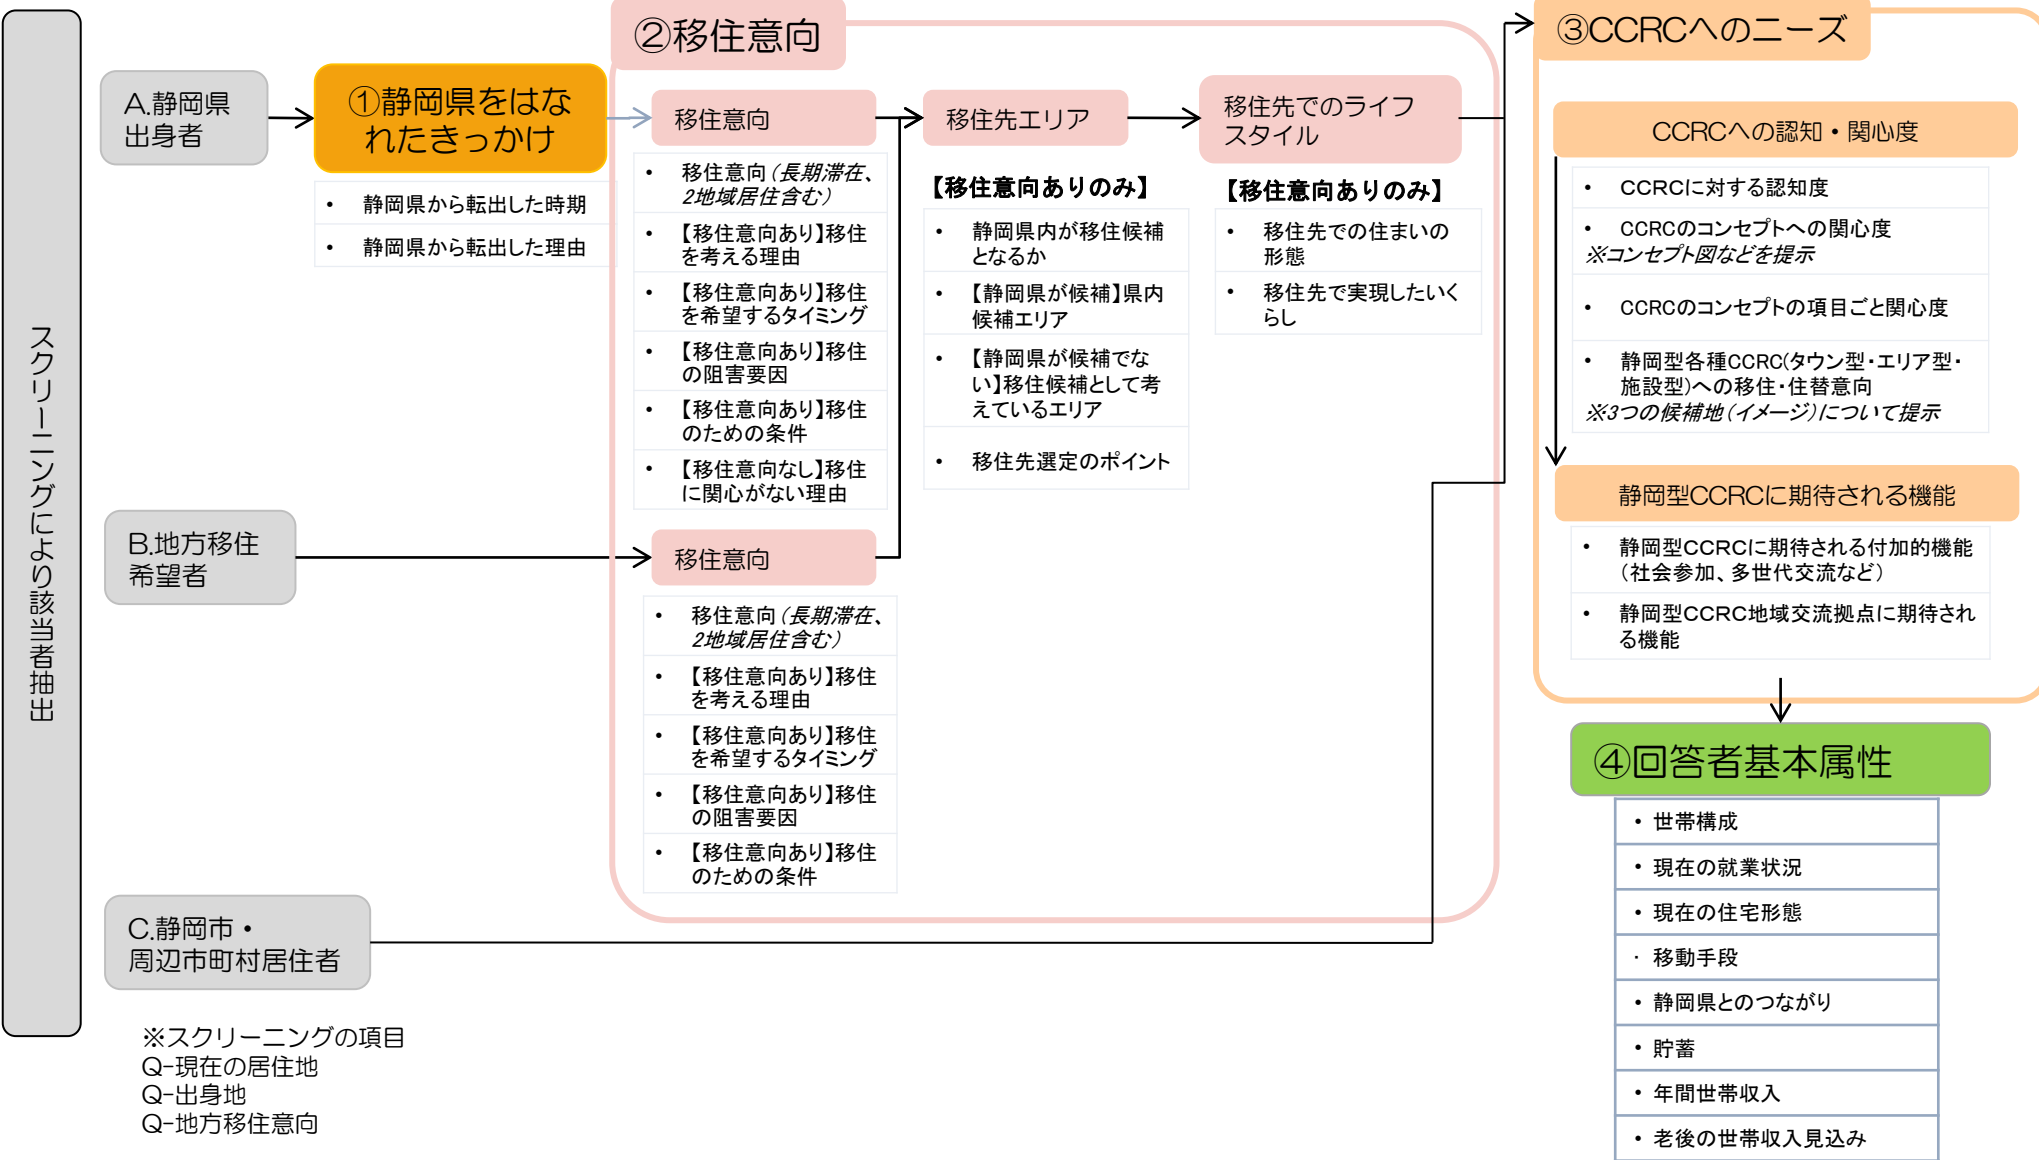 スクリーニングにより該当者抽出
A.静岡県
出身者
①静岡県をはな
れたきっかけ
• 静岡県から転出した時期
• 静岡県から転出した理由
②移住意向
移住意向
• 移住意向(長期滞在、
2地域居住含む)
• 【移住意向あり】移住
を考える理由
• 【移住意向あり】移住
を希望するタイミング
• 【移住意向あり】移住
の阻害要因
• 【移住意向あり】移住
のための条件
• 【移住意向なし】移住
に関心がない理由
移住先エリア
【移住意向ありのみ】
• 静岡県内が移住候補
となるか
• 【静岡県が候補】県内
候補エリア
• 【静岡県が候補でな
い】移住候補として考
えているエリア
• 移住先選定のポイント
移住先でのライフ
スタイル
【移住意向ありのみ】
• 移住先での住まいの
形態
• 移住先で実現したいく
らし
B.地方移住
希望者
移住意向
• 移住意向(長期滞在、
2地域居住含む)
• 【移住意向あり】移住
を考える理由
• 【移住意向あり】移住
を希望するタイミング
• 【移住意向あり】移住
の阻害要因
• 【移住意向あり】移住
のための条件
C.静岡市・
周辺市町村居住者
※スクリーニングの項目
Q-現在の居住地
Q-出身地
Q-地方移住意向
③CCRCへのニーズ
CCRCへの認知・関心度
• CCRCに対する認知度
• CCRCのコンセプトへの関心度
※コンセプト図などを提示
• CCRCのコンセプトの項目ごと関心度
• 静岡型各種CCRC(タウン型・エリア型・
施設型)への移住・住替意向
※3つの候補地(イメージ)について提示
静岡型CCRCに期待される機能
• 静岡型CCRCに期待される付加的機能
(社会参加、多世代交流など)
• 静岡型CCRC地域交流拠点に期待され
る機能
④回答者基本属性
• 世帯構成
• 現在の就業状況
• 現在の住宅形態
• 移動手段
• 静岡県とのつながり
• 貯蓄
• 年間世帯収入
• 老後の世帯収入見込み